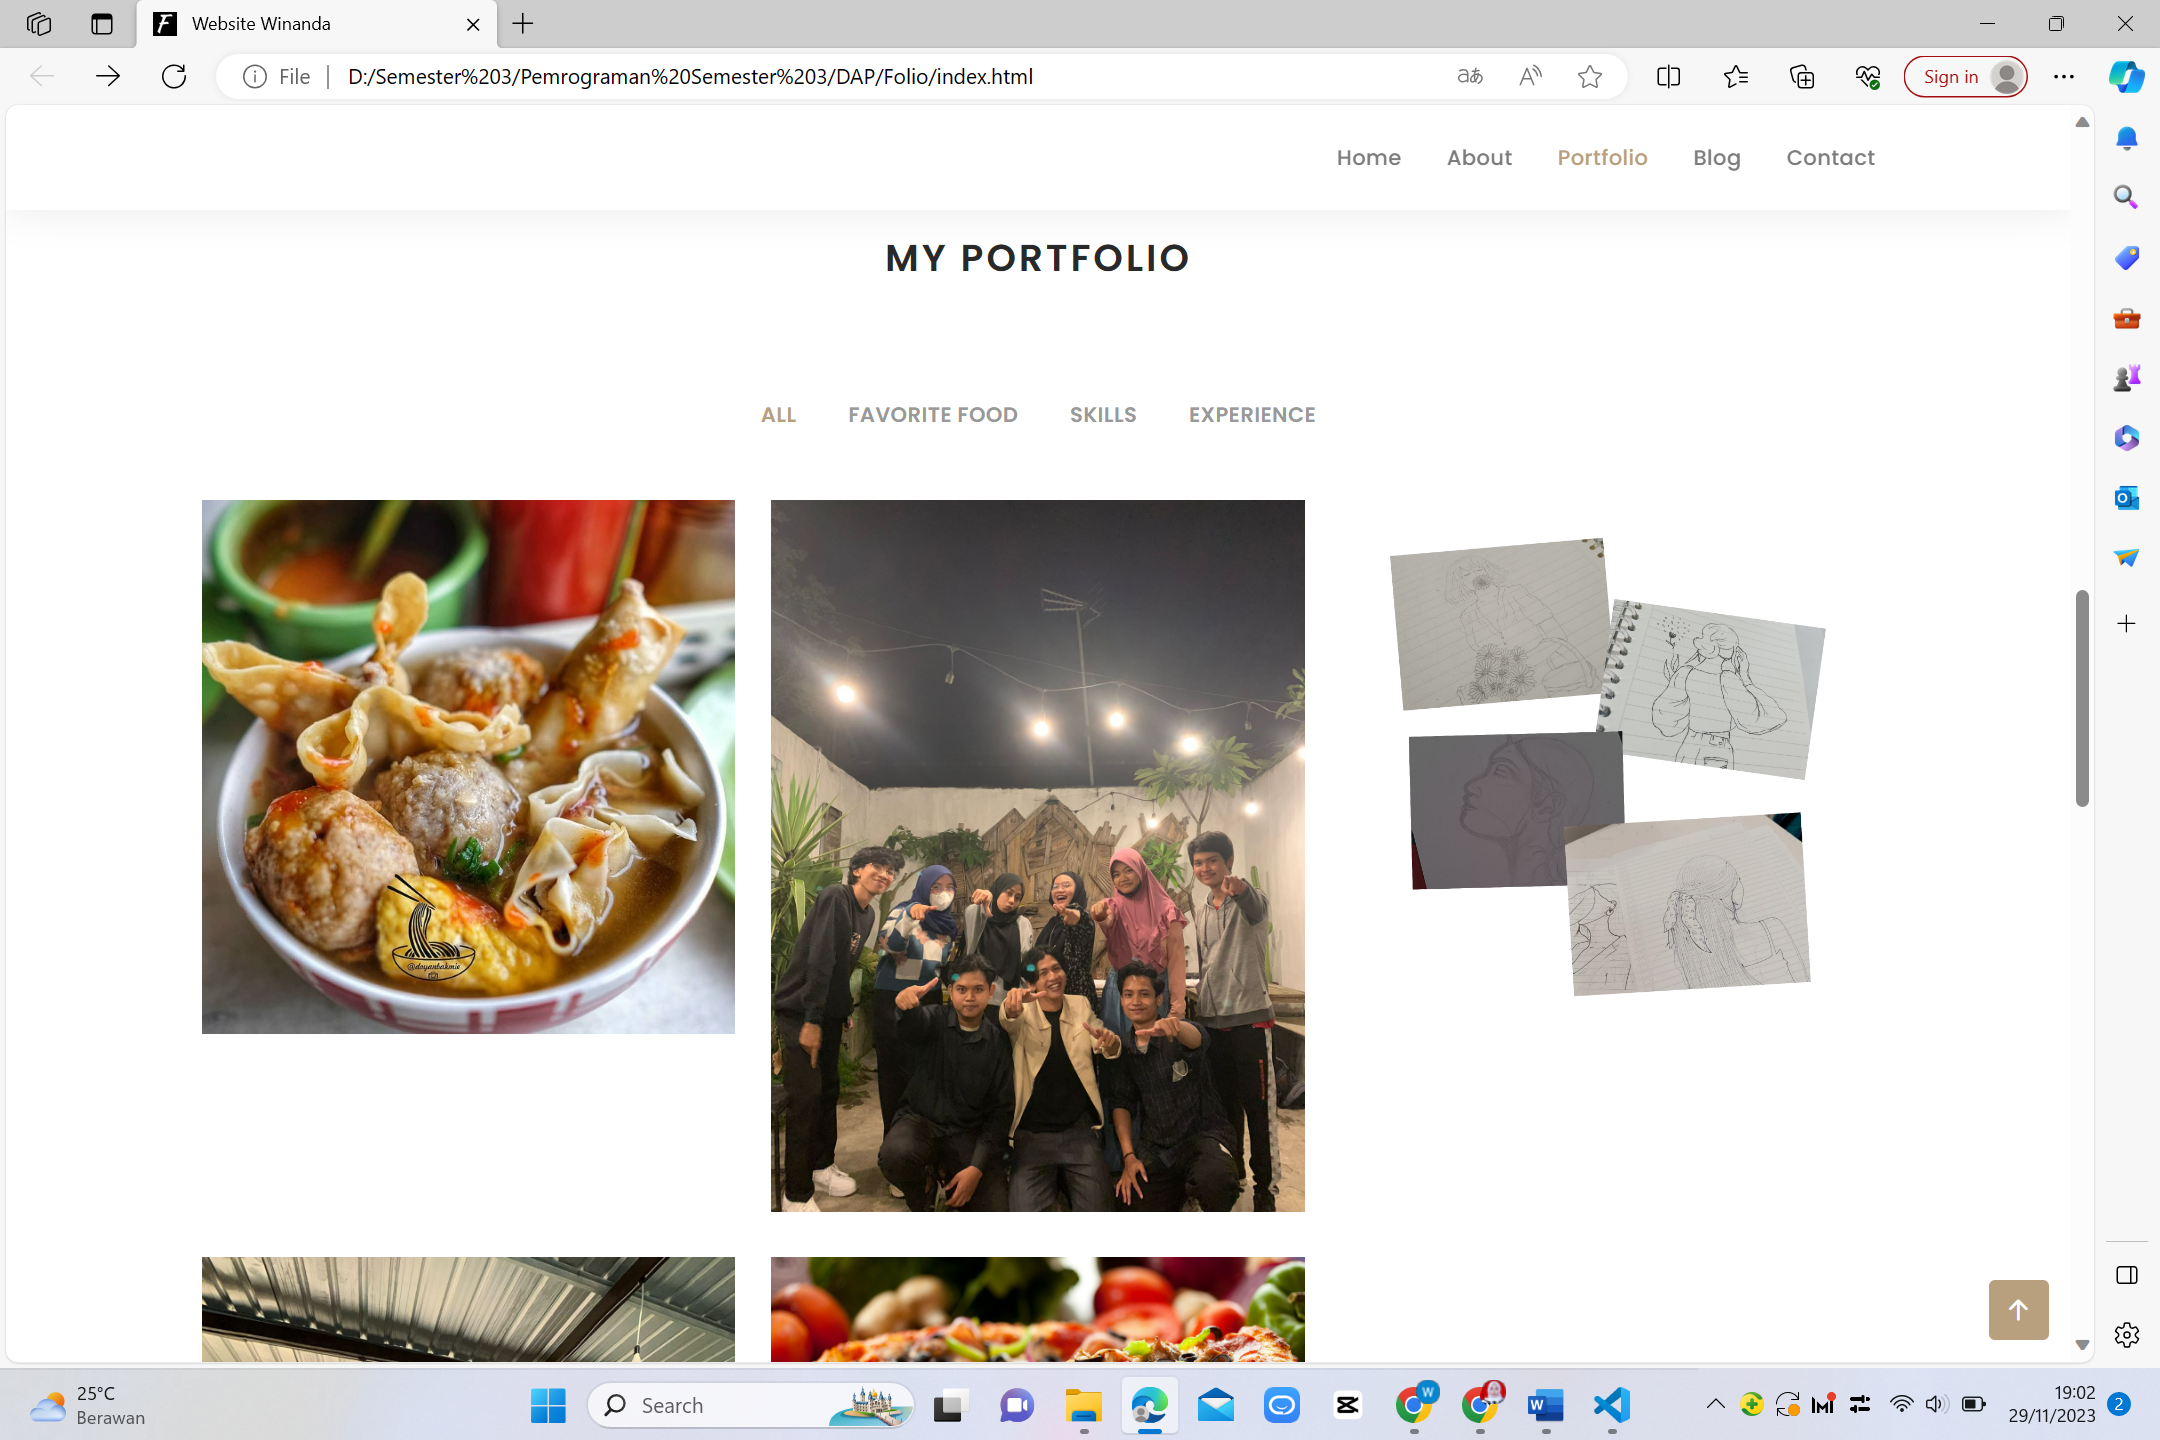 Website Winanda
File
D:/Semester%203/Pemrograman%20Semester%203/DAP/Folio/index.html
Sign in
Home About Portfolio Blog Contact
MY PORTFOLIO
ALL FAVORITE FOOD SKILLS EXPERIENCE
@doyanbakmie
25°C
Berawan
Search
W
19:02
29/11/2023
2